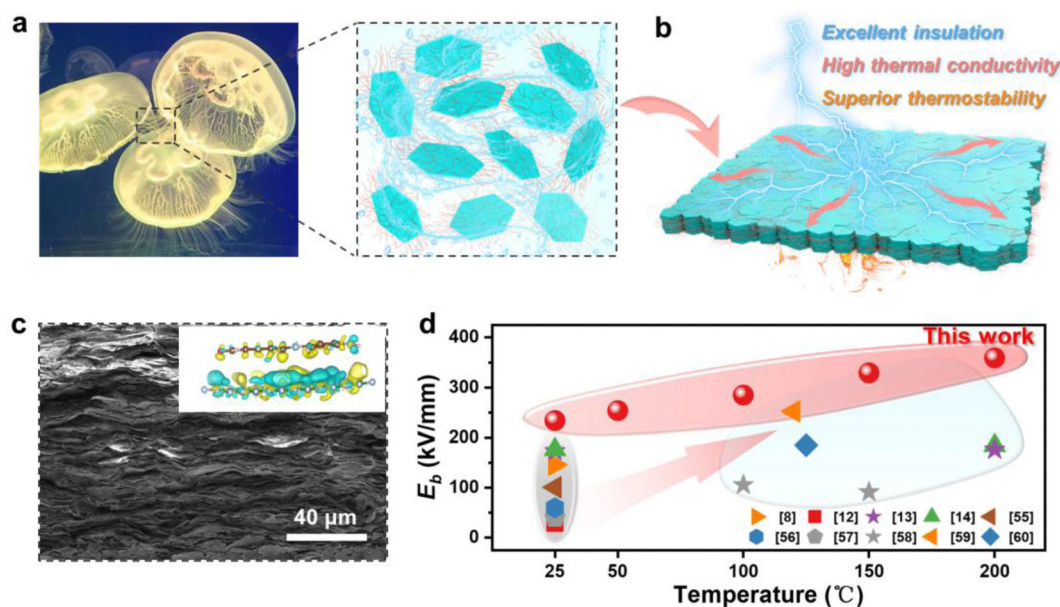 a
b
Excellent insulation
High thermal conductivity
Superior thermostability
c
40 μm
d
This work
400
300
200
100
0
E_b (kV/mm)
[8] [12] [13] [14] [55]
[56] [57] [58] [59] [60]
25 50 100 150 200
Temperature (℃)